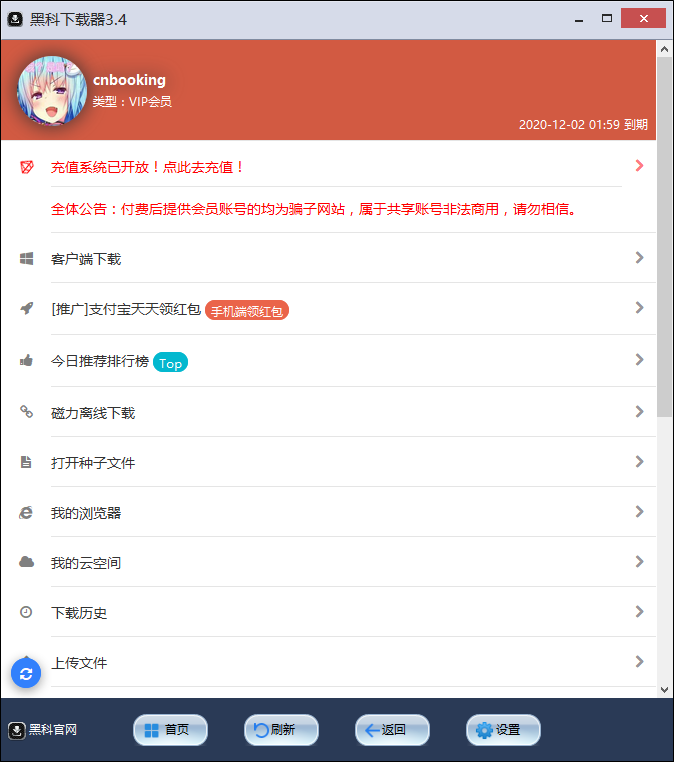 黑科下载器3.4
cnbooking
类型：VIP会员
2020-12-02 01:59 到期
充值系统已开放！点此去充值！
全体公告：付费后提供会员账号的均为骗子网站，属于共享账号非法商用，请勿相信。
客户端下载
[推广]支付宝天天领红包 手机端领红包
今日推荐排行榜 Top
磁力离线下载
打开种子文件
我的浏览器
我的云空间
下载历史
上传文件
黑科官网 首页 刷新 返回 设置